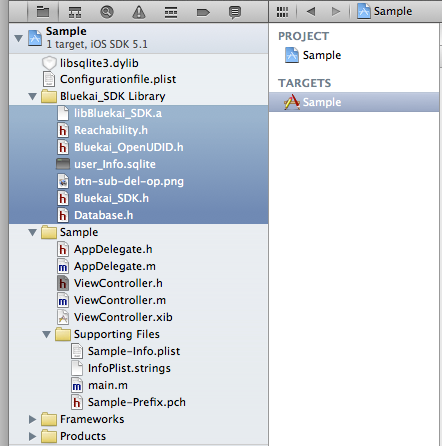 Sample
1 target, iOS SDK 5.1
libsqlite3.dylib
Configurationfile.plist
Bluekai_SDK Library
libBluekai_SDK.a
Reachability.h
Bluekai_OpenUDID.h
user_Info.sqlite
btn-sub-del-op.png
Bluekai_SDK.h
Database.h
Sample
AppDelegate.h
AppDelegate.m
ViewController.h
ViewController.m
ViewController.xib
Supporting Files
Sample-Info.plist
InfoPlist.strings
main.m
Sample-Prefix.pch
Frameworks
Products
Sample
PROJECT
Sample
TARGETS
Sample